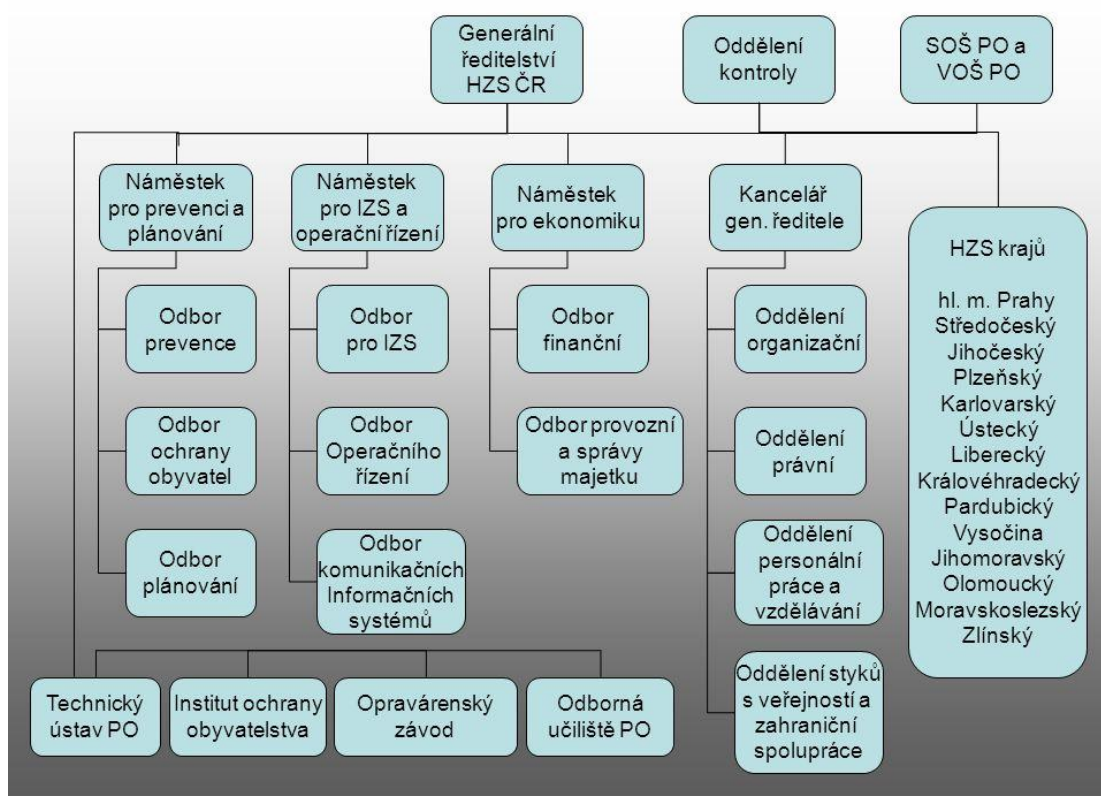 Generální
ředitelství
HZS ČR
Oddělení
kontroly
SOŠ PO a
VOŠ PO
Náměstek
pro prevenci a
plánování
Náměstek
pro IZS a
operační řízení
Náměstek
pro ekonomiku
Kancelář
gen. ředitele
HZS krajů
hl. m. Prahy
Středočeský
Jihočeský
Plzeňský
Karlovarský
Ústecký
Liberecký
Královéhradecký
Pardubický
Vysočina
Jihomoravský
Olomoucký
Moravskoslezský
Zlínský
Odbor
prevence
Odbor
pro IZS
Odbor
finanční
Oddělení
organizační
Odbor
ochrany
obyvatel
Odbor
Operačního
řízení
Odbor provozní
a správy
majetku
Oddělení
právní
Odbor
plánování
Odbor
komunikačních
Informačních
systémů
Oddělení
personální
práce a
vzdělávání
Technický
ústav PO
Institut ochrany
obyvatelstva
Opravárenský
závod
Odborná
učiliště PO
Oddělení styků
s veřejností a
zahraniční
spolupráce